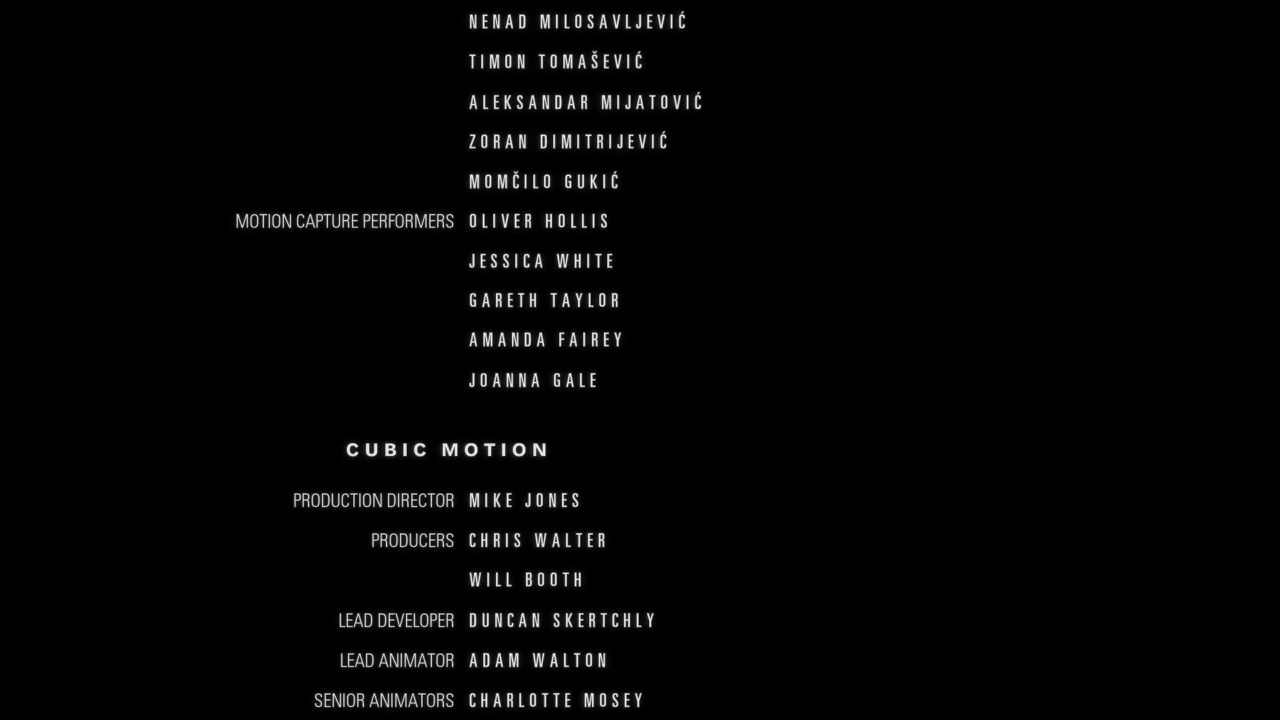 NENAD MILOSAVLJEVIĆ
TIMON TOMAŠEVIĆ
ALEKSANDAR MIJATOVIĆ
ZORAN DIMITRIJEVIĆ
MOMČILO GUKIĆ
MOTION CAPTURE PERFORMERS OLIVER HOLLIS
JESSICA WHITE
GARETH TAYLOR
AMANDA FAIREY
JOANNA GALE
CUBIC MOTION
PRODUCTION DIRECTOR MIKE JONES
PRODUCERS CHRIS WALTER
WILL BOOTH
LEAD DEVELOPER DUNCAN SKERTCHLY
LEAD ANIMATOR ADAM WALTON
SENIOR ANIMATORS CHARLOTTE MOSEY